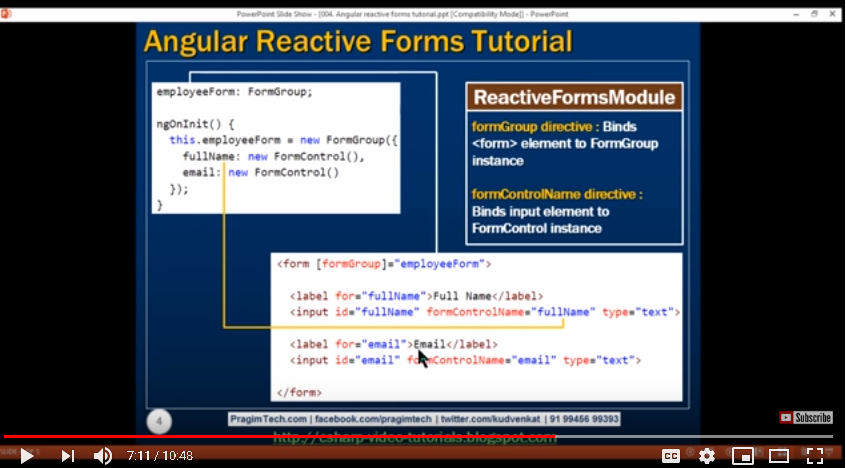 PowerPoint Slide Show - [004. Angular reactive forms tutorial.ppt [Compatibility Mode]] - PowerPoint
Angular Reactive Forms Tutorial
employeeForm: FormGroup;
ngOnInit() {
this.employeeForm = new FormGroup({
fullName: new FormControl(),
email: new FormControl()
});
}
ReactiveFormsModule
formGroup directive : Binds
<form> element to FormGroup
instance
formControlName directive :
Binds input element to
FormControl instance
<form [formGroup]="employeeForm">
<label for="fullName">Full Name</label>
<input id="fullName" formControlName="fullName" type="text">
<label for="email">Email</label>
<input id="email" formControlName="email" type="text">
</form>
4
PragimTech.com | facebook.com/pragimtech | twitter.com/kudvenkat | 91 99456 99393
Subscribe
http://csharp-video-tutorials.blogspot.com
7:11 / 10:48
CC